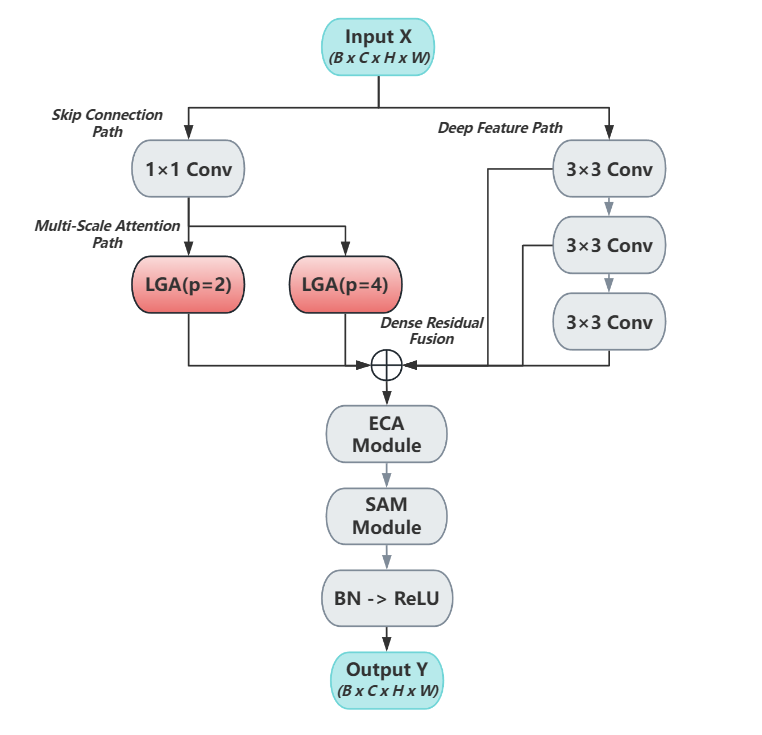 Input X
(B x C x H x W)
Skip Connection
Path
Deep Feature Path
1×1 Conv
3×3 Conv
Multi-Scale Attention
Path
3×3 Conv
LGA(p=2)
LGA(p=4)
3×3 Conv
Dense Residual
Fusion
ECA
Module
SAM
Module
BN -> ReLU
Output Y
(B x C x H x W)